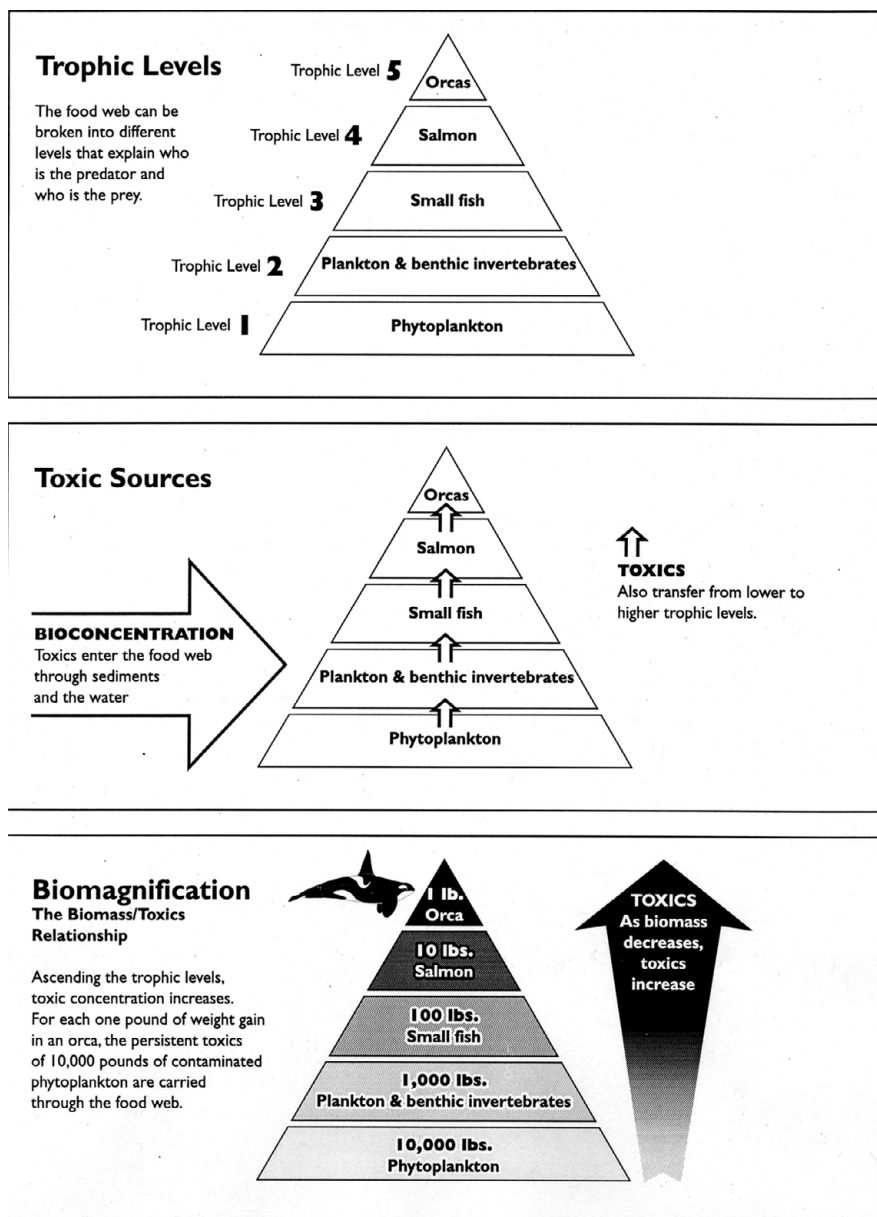 Trophic Levels
The food web can be
broken into different
levels that explain who
is the predator and
who is the prey.
Trophic Level 5
Orcas
Trophic Level 4
Salmon
Trophic Level 3
Small fish
Trophic Level 2
Plankton & benthic invertebrates
Trophic Level 1
Phytoplankton
Toxic Sources
BIOCONCENTRATION
Toxics enter the food web
through sediments
and the water
Orcas
Salmon
Small fish
Plankton & benthic invertebrates
Phytoplankton
TOXICS
Also transfer from lower to
higher trophic levels.
Biomagnification
The Biomass/Toxics
Relationship
Ascending the trophic levels,
toxic concentration increases.
For each one pound of weight gain
in an orca, the persistent toxics
of 10,000 pounds of contaminated
phytoplankton are carried
through the food web.
1 lb.
Orca
10 lbs.
Salmon
100 lbs.
Small fish
1,000 lbs.
Plankton & benthic invertebrates
10,000 lbs.
Phytoplankton
TOXICS
As biomass
decreases,
toxics
increase